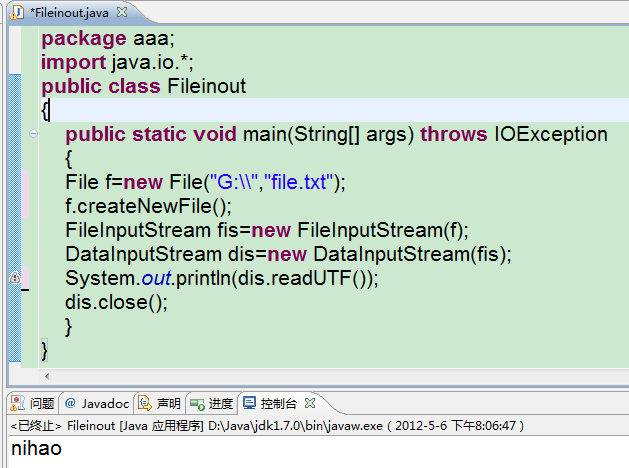 *Fileinout.java
package aaa;
import java.io.*;
public class Fileinout
{
public static void main(String[] args) throws IOException
{
File f=new File("G:\\","file.txt");
f.createNewFile();
FileInputStream fis=new FileInputStream(f);
DataInputStream dis=new DataInputStream(fis);
System.out.println(dis.readUTF());
dis.close();
}
}
问题 @ Javadoc 声明 进度 控制台
<已终止> Fileinout [Java 应用程序] D:\Java\jdk1.7.0\bin\javaw.exe ( 2012-5-6 下午8:06:47 )
nihao